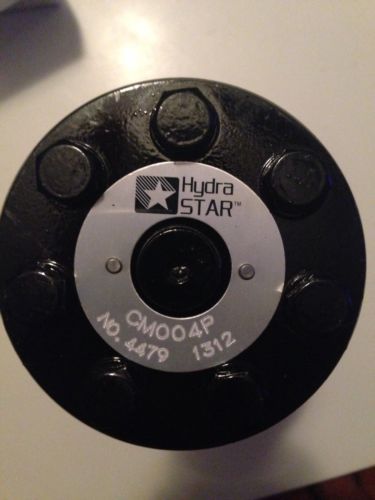 Hydra
STAR™
CM004P
NO. 4479 1312